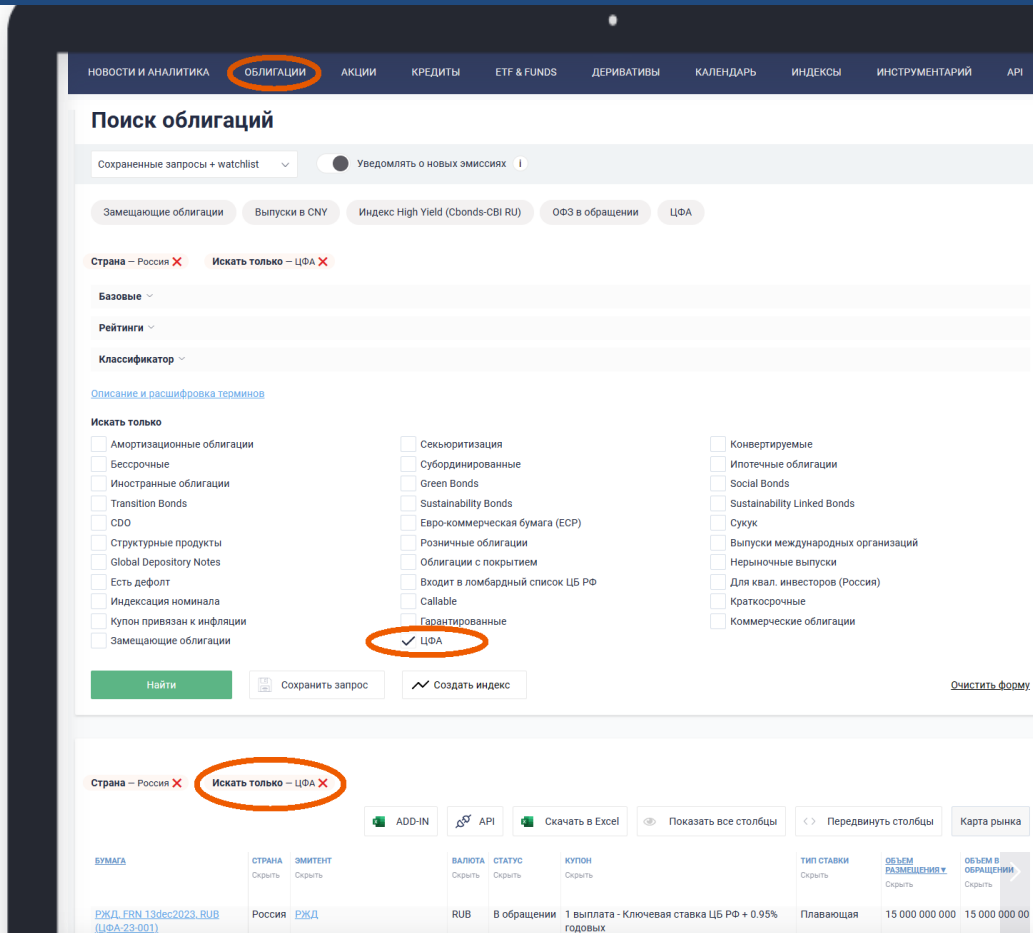 НОВОСТИ И АНАЛИТИКА ОБЛИГАЦИИ АКЦИИ КРЕДИТЫ ETF & FUNDS ДЕРИВАТИВЫ КАЛЕНДАРЬ ИНДЕКСЫ ИНСТРУМЕНТАРИЙ API
Поиск облигаций
Сохраненные запросы + watchlist Уведомлять о новых эмиссиях i
Замещающие облигации Выпуски в CNY Индекс High Yield (Cbonds-CBI RU) ОФЗ в обращении ЦФА
Страна – Россия Искать только – ЦФА
Базовые
Рейтинги
Классификатор
Описание и расшифровка терминов
Искать только
Амортизационные облигации Секьюритизация Конвертируемые
Бессрочные Субординированные Ипотечные облигации
Иностранные облигации Green Bonds Social Bonds
Transition Bonds Sustainability Bonds Sustainability Linked Bonds
CDO Евро-коммерческая бумага (ECP) Сукук
Структурные продукты Розничные облигации Выпуски международных организаций
Global Depository Notes Облигации с покрытием Нерыночные выпуски
Есть дефолт Входит в ломбардный список ЦБ РФ Для квал. инвесторов (Россия)
Индексация номинала Callable Краткосрочные
Купон привязан к инфляции Гарантированные Коммерческие облигации
Замещающие облигации ЦФА
Найти Сохранить запрос Создать индекс Очистить форму
Страна – Россия Искать только – ЦФА
ADD-IN API Скачать в Excel Показать все столбцы Передвинуть столбцы Карта рынка
БУМАГА СТРАНА ЭМИТЕНТ ВАЛЮТА СТАТУС КУПОН ТИП СТАВКИ ОБЪЕМ ОБЪЕМ В
РАЗМЕЩЕНИЯ▼ ОБРАЩЕНИИ
Скрыть Скрыть Скрыть Скрыть Скрыть Скрыть Скрыть Скрыть
РЖД, FRN 13dec2023, RUB Россия РЖД RUB В обращении 1 выплата - Ключевая ставка ЦБ РФ + 0.95% Плавающая 15 000 000 000 15 000 000 00
(ЦФА-23-001) годовых